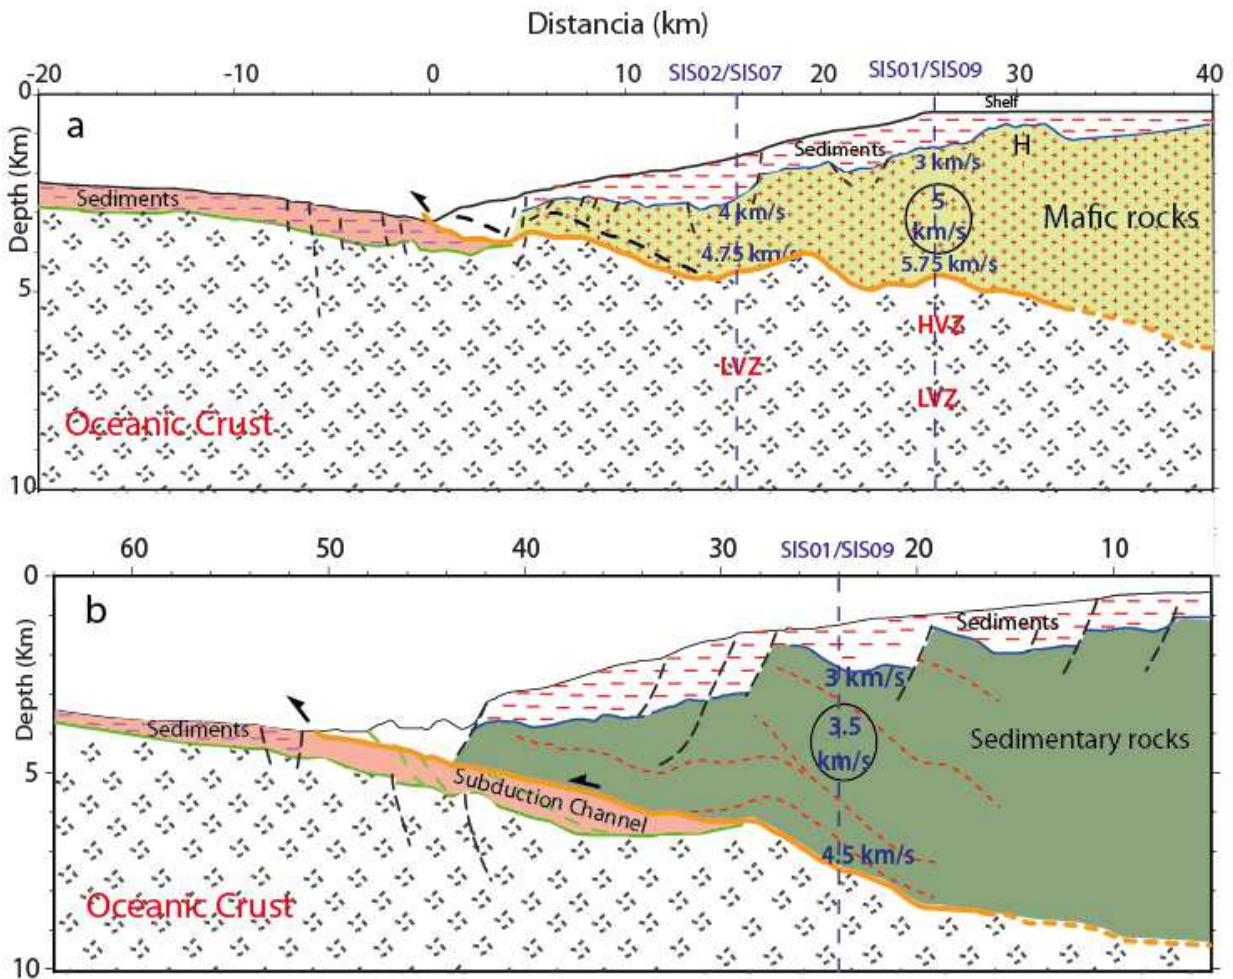 Distancia (km)
-20 -10 0 10 SIS02/SIS07 20 SIS01/SIS09 30 40
0
a
Shelf
Sediments
H
3 km/s
Sediments
4 km/s
5
km/s
Mafic rocks
4.75 km/s
5.75 km/s
5
HVZ
LVZ
LVZ
Oceanic Crust
10
Depth (Km)
60 50 40 30 SIS01/SIS09 20 10
0
b
Sediments
3 km/s
Sediments
3.5
km/s
Sedimentary rocks
5
Subduction Channel
4.5 km/s
Oceanic Crust
10
Depth (Km)